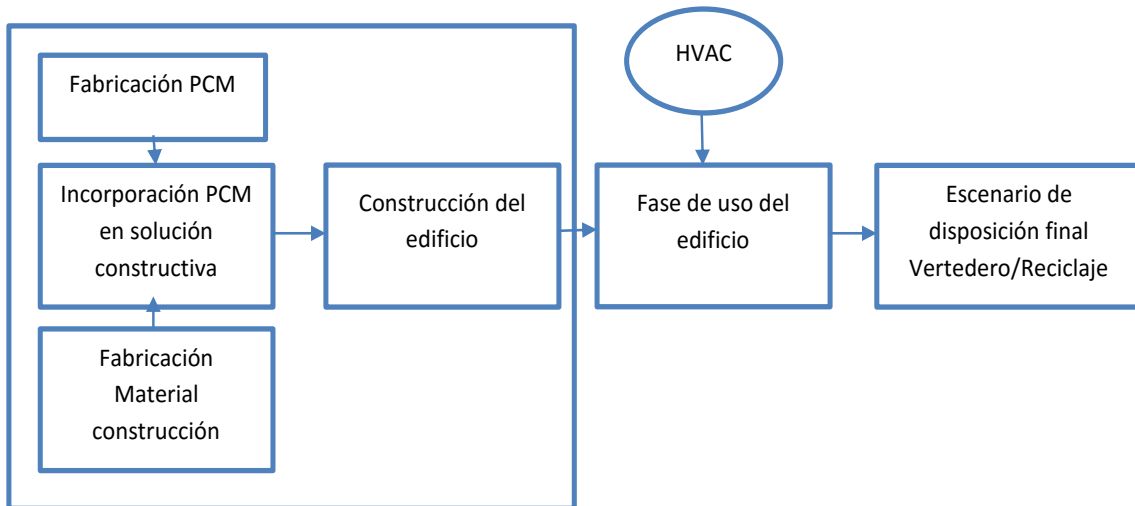 Fabricación PCM
HVAC
Incorporación PCM
en solución
constructiva
Construcción del
edificio
Fase de uso del
edificio
Escenario de
disposición final
Vertedero/Reciclaje
Fabricación
Material
construcción